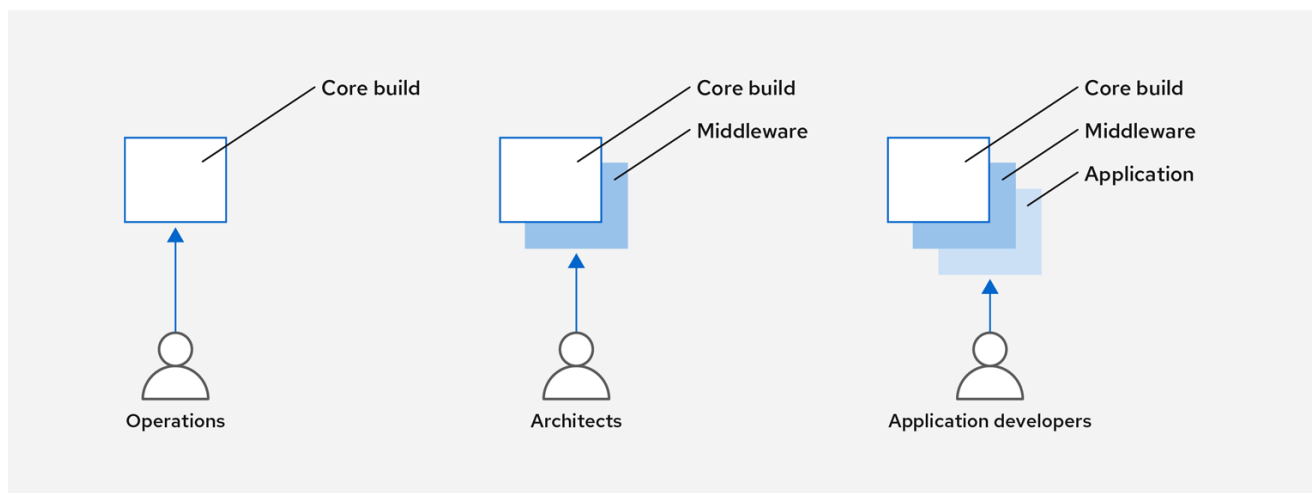 Core build
Operations
Core build
Middleware
Architects
Core build
Middleware
Application
Application developers